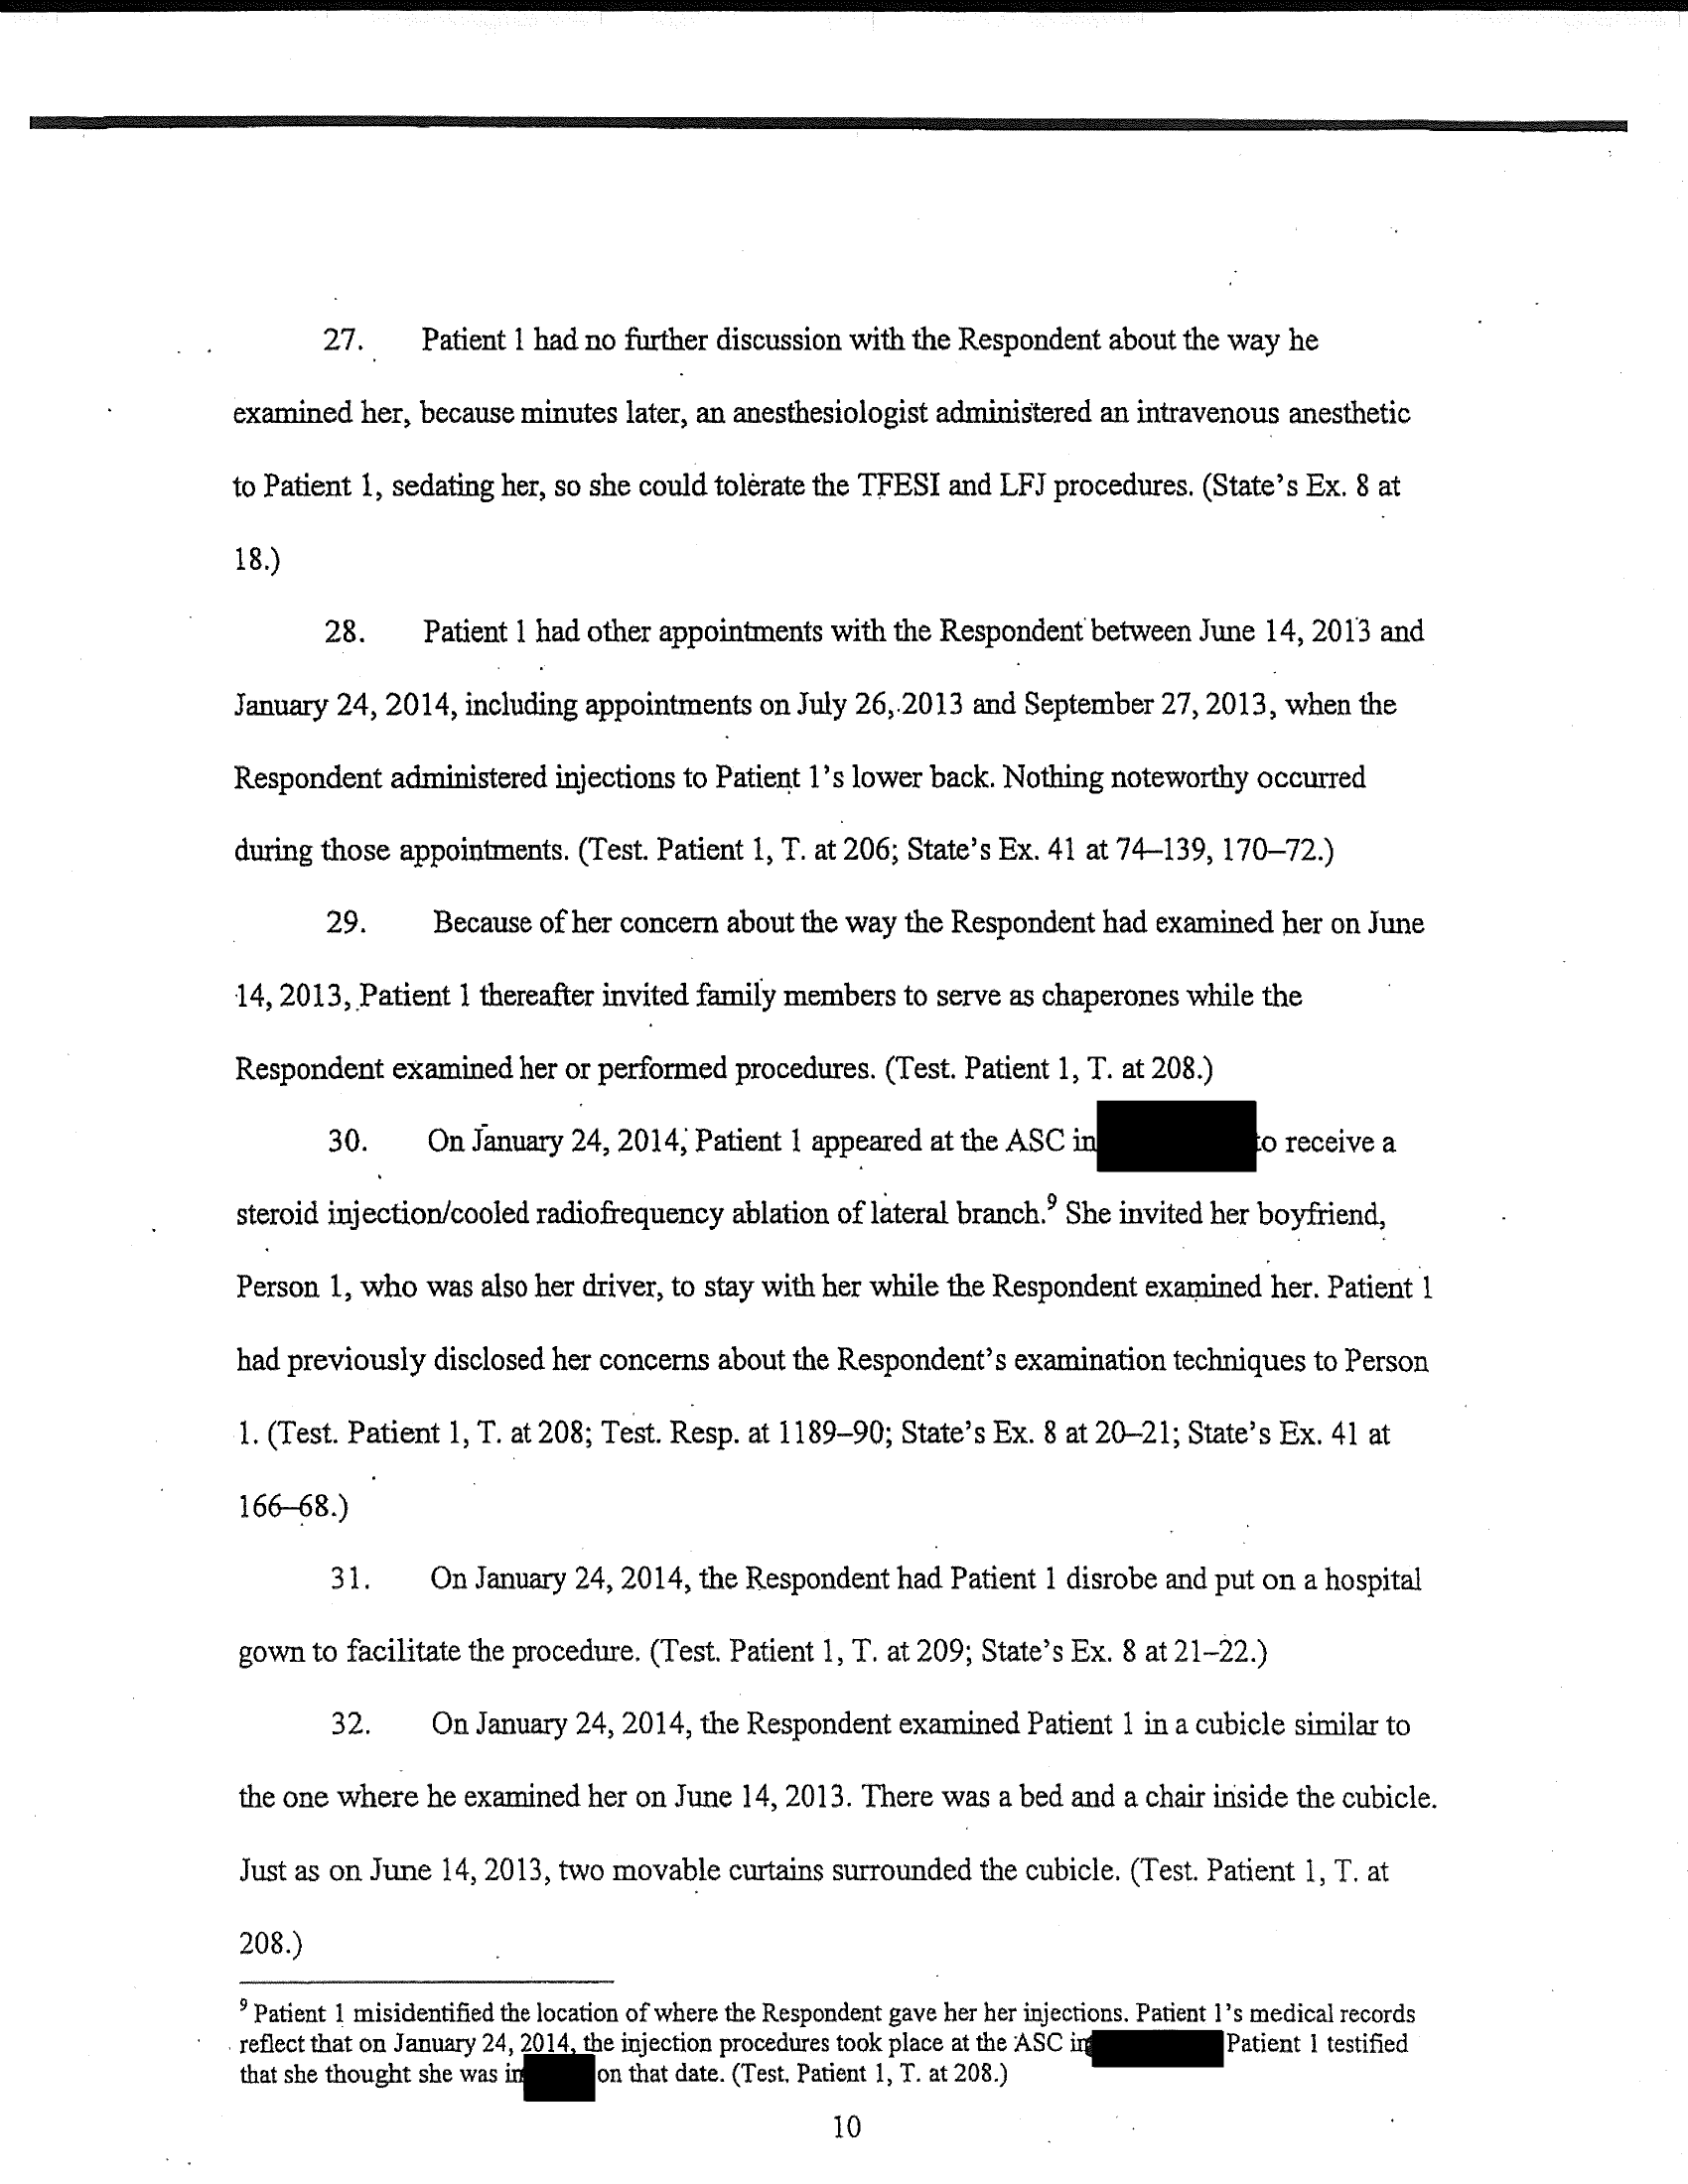 27. Patient 1 had no further discussion with the Respondent about the way he
examined her, because minutes later, an anesthesiologist administered an intravenous anesthetic
to Patient 1, sedating her, so she could tolerate the TFESI and LFJ procedures. (State's Ex. 8 at
18.)
28. Patient 1 had other appointments with the Respondent between June 14, 2013 and
January 24, 2014, including appointments on July 26, 2013 and September 27, 2013, when the
Respondent administered injections to Patient 1's lower back. Nothing noteworthy occurred
during those appointments. (Test. Patient 1, T. at 206; State's Ex. 41 at 74–139, 170–72.)
29. Because of her concern about the way the Respondent had examined her on June
14, 2013, Patient 1 thereafter invited family members to serve as chaperones while the
Respondent examined her or performed procedures. (Test. Patient 1, T. at 208.)
30. On January 24, 2014, Patient 1 appeared at the ASC in to receive a
steroid injection/cooled radiofrequency ablation of lateral branch.⁹ She invited her boyfriend,
Person 1, who was also her driver, to stay with her while the Respondent examined her. Patient 1
had previously disclosed her concerns about the Respondent's examination techniques to Person
1. (Test. Patient 1, T. at 208; Test. Resp. at 1189–90; State's Ex. 8 at 20–21; State's Ex. 41 at
166–68.)
31. On January 24, 2014, the Respondent had Patient 1 disrobe and put on a hospital
gown to facilitate the procedure. (Test. Patient 1, T. at 209; State's Ex. 8 at 21–22.)
32. On January 24, 2014, the Respondent examined Patient 1 in a cubicle similar to
the one where he examined her on June 14, 2013. There was a bed and a chair inside the cubicle.
Just as on June 14, 2013, two movable curtains surrounded the cubicle. (Test. Patient 1, T. at
208.)
⁹ Patient 1 misidentified the location of where the Respondent gave her her injections. Patient 1's medical records
reflect that on January 24, 2014, the injection procedures took place at the ASC in Patient 1 testified
that she thought she was in on that date. (Test. Patient 1, T. at 208.)
10